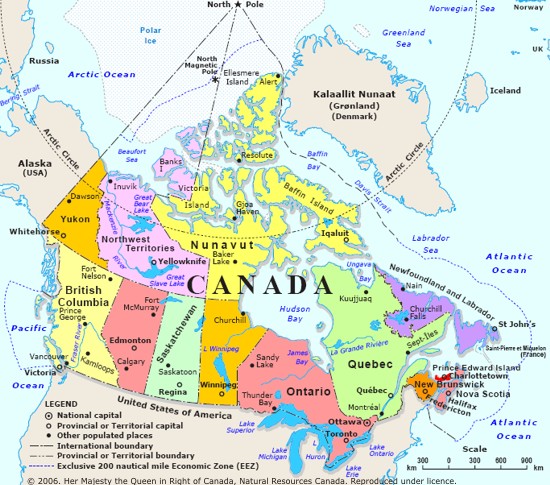 North Pole
Norwegian Sea
Norway
Polar
Ice
Greenland
Sea
UK
Russia
Arctic Ocean
North
Magnetic
Pole
Ellesmere
Island
Alert
Iceland
Bering Strait
Kalaallit Nunaat
(Grønland)
(Denmark)
Arctic Circle
Arctic Circle
Alaska
(USA)
Beaufort
Sea
Banks
I
Resolute
Baffin
Bay
Davis Strait
Inuvik
Victoria
Island
Baffin Island
Dawson
Great
Bear
Lake
Gjoa
Haven
Yukon
Mackenzie River
Whitehorse
Northwest
Territories
Nunavut
Iqaluit
Labrador
Sea
Yellowknife
Baker
Lake
Atlantic
Ocean
Fort
Nelson
Great
Slave Lake
CANADA
Ungava
Bay
Newfoundland and Labrador
Nain
British
Columbia
Fort
McMurray
Kuujjuaq
Hudson
Bay
Churchill
Falls
Prince
George
Saskatchewan
Churchill
St John's
Pacific
Ocean
Fraser River
Edmonton
L Winnipeg
James
Bay
La Grande Rivière
Sept-Iles
Saint-Pierre et Miquelon
(France)
Vancouver
Victoria
Kamloops
Calgary
Saskatoon
Regina
Winnipeg
Sandy
Lake
Quebec
Prince Edward Island
Charlottetown
New Brunswick
Nova Scotia
Fredericton
Halifax
United States of America
Thunder
Bay
Ontario
Québec
Montréal
Ottawa
Toronto
Lake
Superior
L Michigan
L
Huron
Lake
Ontario
Lake
Erie
Atlantic
Ocean
LEGEND
National capital
Provincial or Territorial capital
Other populated places
International boundary
Provincial or Territorial boundary
Exclusive 200 nautical mile Economic Zone (EEZ)
Scale
300 0 300 600 900
km km
© 2006. Her Majesty the Queen in Right of Canada, Natural Resources Canada. Reproduced under licence.